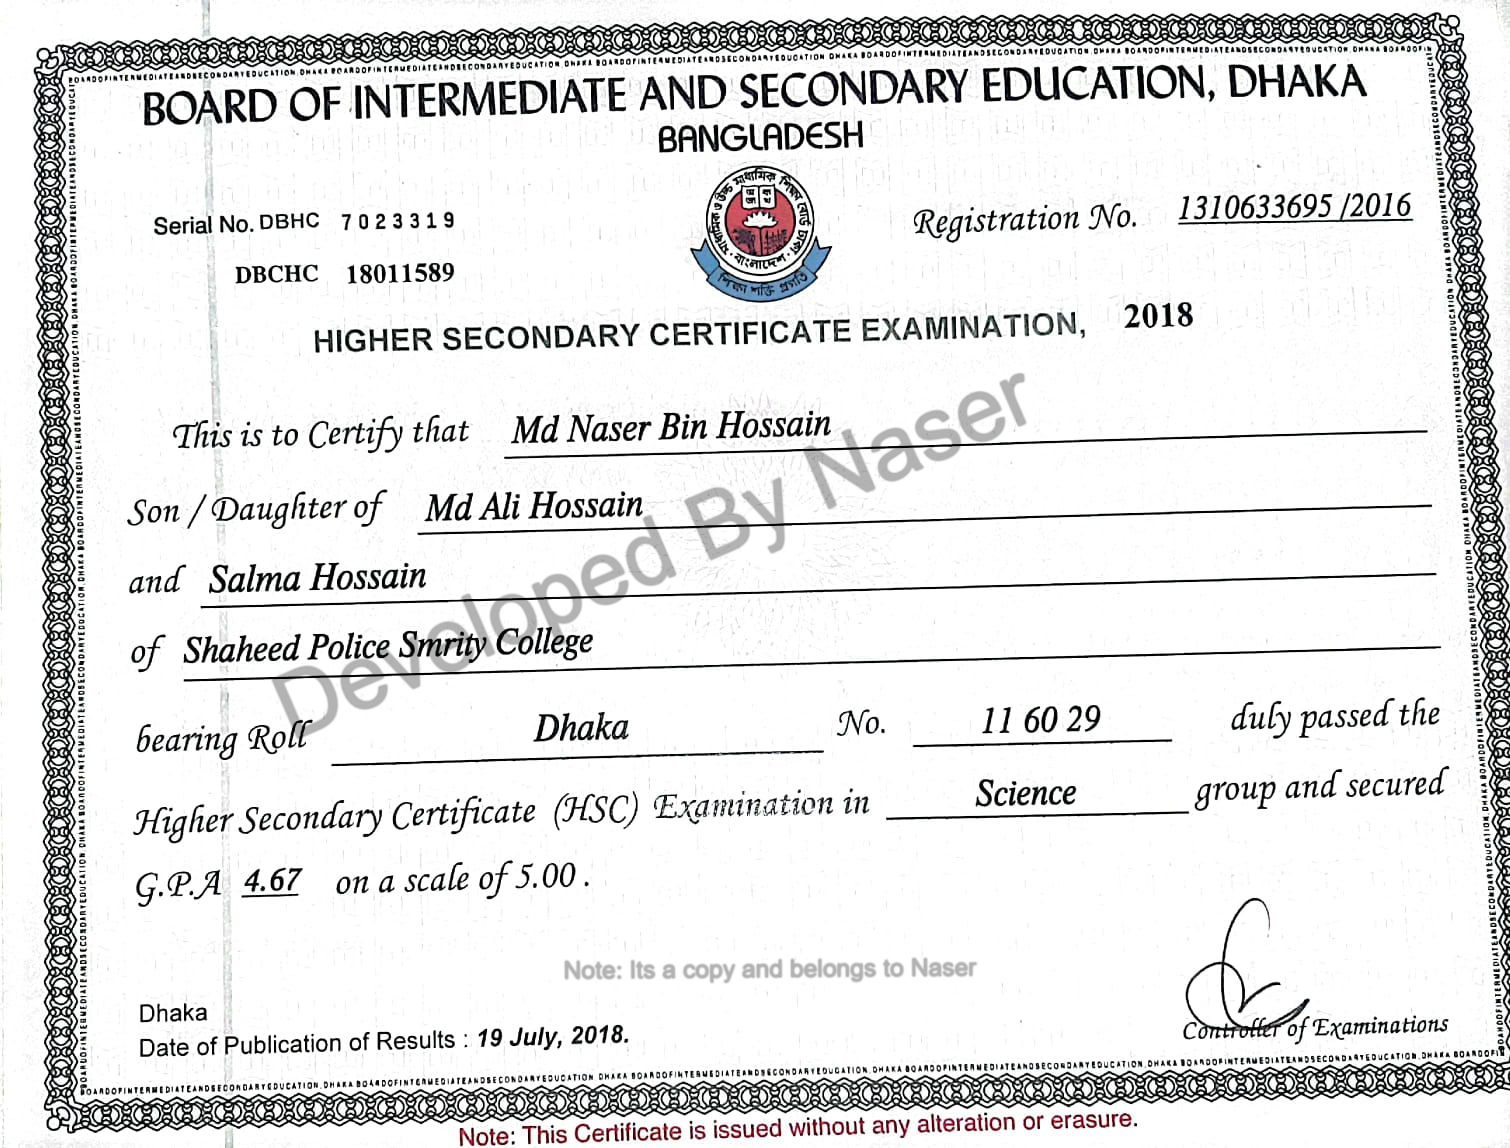 BOARD OF INTERMEDIATE AND SECONDARY EDUCATION, DHAKA
BANGLADESH
মাধ্যমিক ও উচ্চ মাধ্যমিক শিক্ষা বোর্ড ঢাকা
বাংলাদেশ
শিক্ষা শক্তি প্রগতি
Serial No. DBHC 7023319
Registration No. 1310633695 /2016
DBCHC 18011589
HIGHER SECONDARY CERTIFICATE EXAMINATION, 2018
This is to Certify that Md Naser Bin Hossain
Son / Daughter of Md Ali Hossain
and Salma Hossain
of Shaheed Police Smrity College
Developed By Naser
bearing Roll Dhaka No. 11 60 29 duly passed the
Higher Secondary Certificate (HSC) Examination in Science group and secured
G.P.A 4.67 on a scale of 5.00 .
Note: Its a copy and belongs to Naser
Dhaka
Date of Publication of Results : 19 July, 2018.
Controller of Examinations
Note: This Certificate is issued without any alteration or erasure.